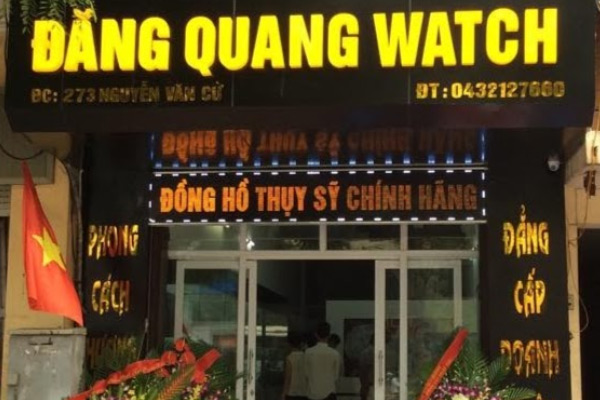 ĐĂNG QUANG WATCH
ĐC: 273 NGUYỄN VĂN CỪ
ĐT: 0432127660
ĐỒNG HỒ THỤY SỸ CHÍNH HÃNG
PHONG
CÁCH
ĐẲNG
CẤP
DOANH